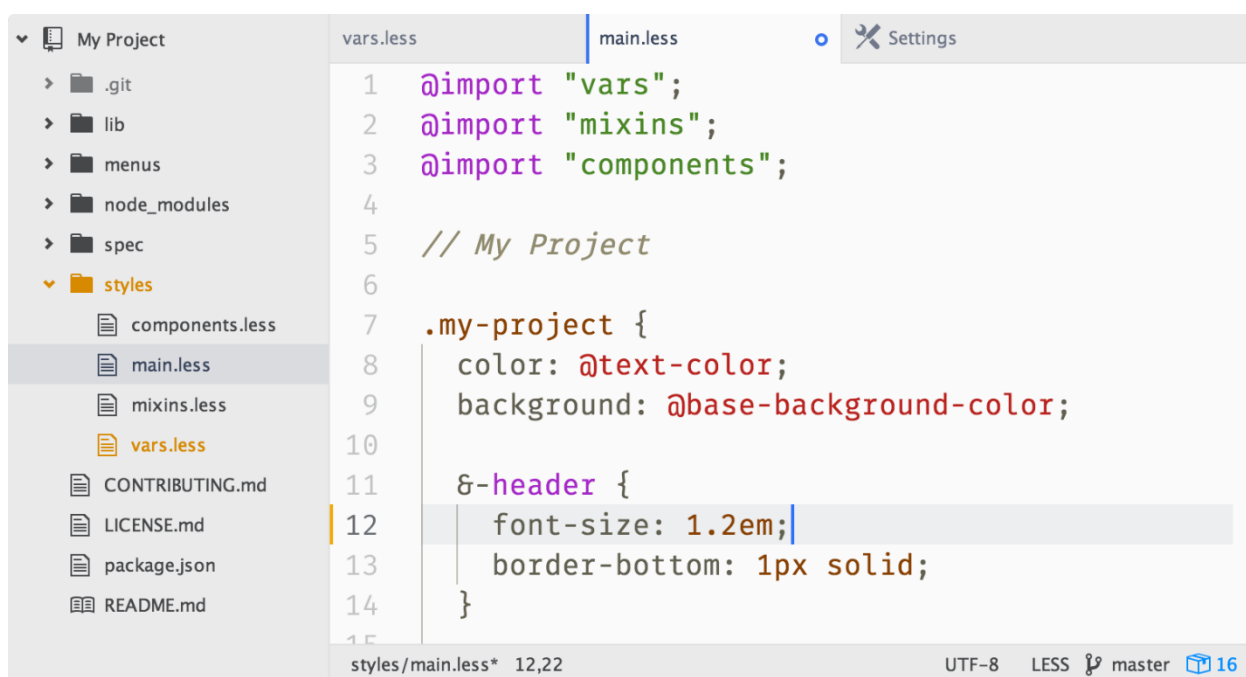 My Project
.git
lib
menus
node_modules
spec
styles
components.less
main.less
mixins.less
vars.less
CONTRIBUTING.md
LICENSE.md
package.json
README.md
vars.less main.less Settings
1 @import "vars";
2 @import "mixins";
3 @import "components";
4
5 // My Project
6
7 .my-project {
8 color: @text-color;
9 background: @base-background-color;
10
11 &-header {
12 font-size: 1.2em;
13 border-bottom: 1px solid;
14 }
15
styles/main.less* 12,22 UTF-8 LESS master 16